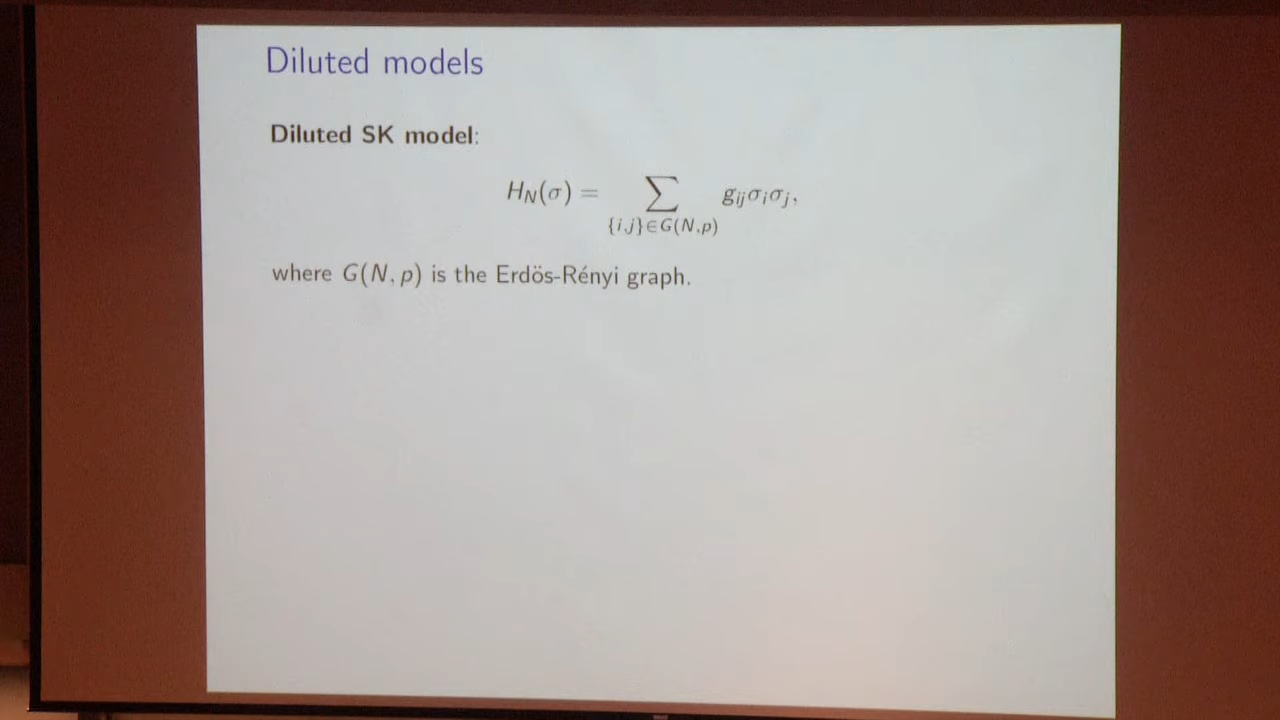 Diluted models
Diluted SK model:
H_N(σ) = ∑_{{i,j}∈G(N,p)} g_{ij}σ_iσ_j,
where G(N, p) is the Erdös-Rényi graph.